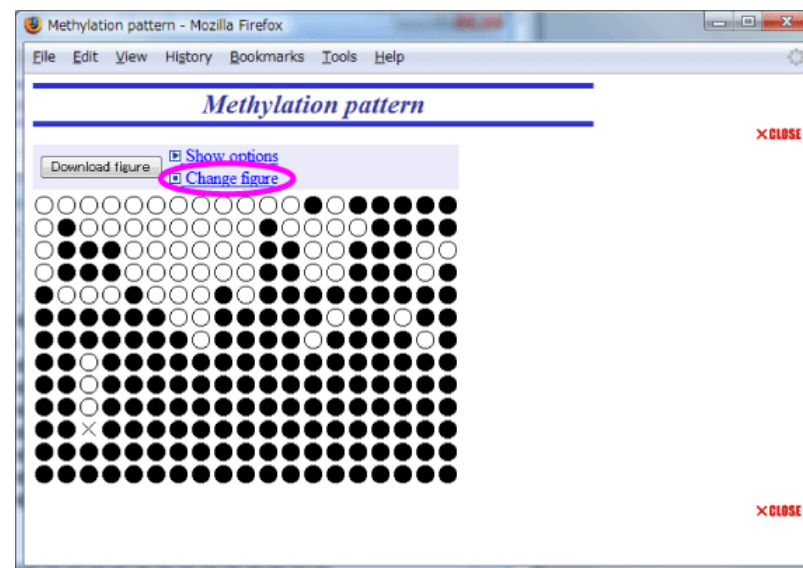 Methylation pattern - Mozilla Firefox
File Edit View History Bookmarks Tools Help
Methylation pattern
×CLOSE
Download figure
Show options
Change figure
×CLOSE